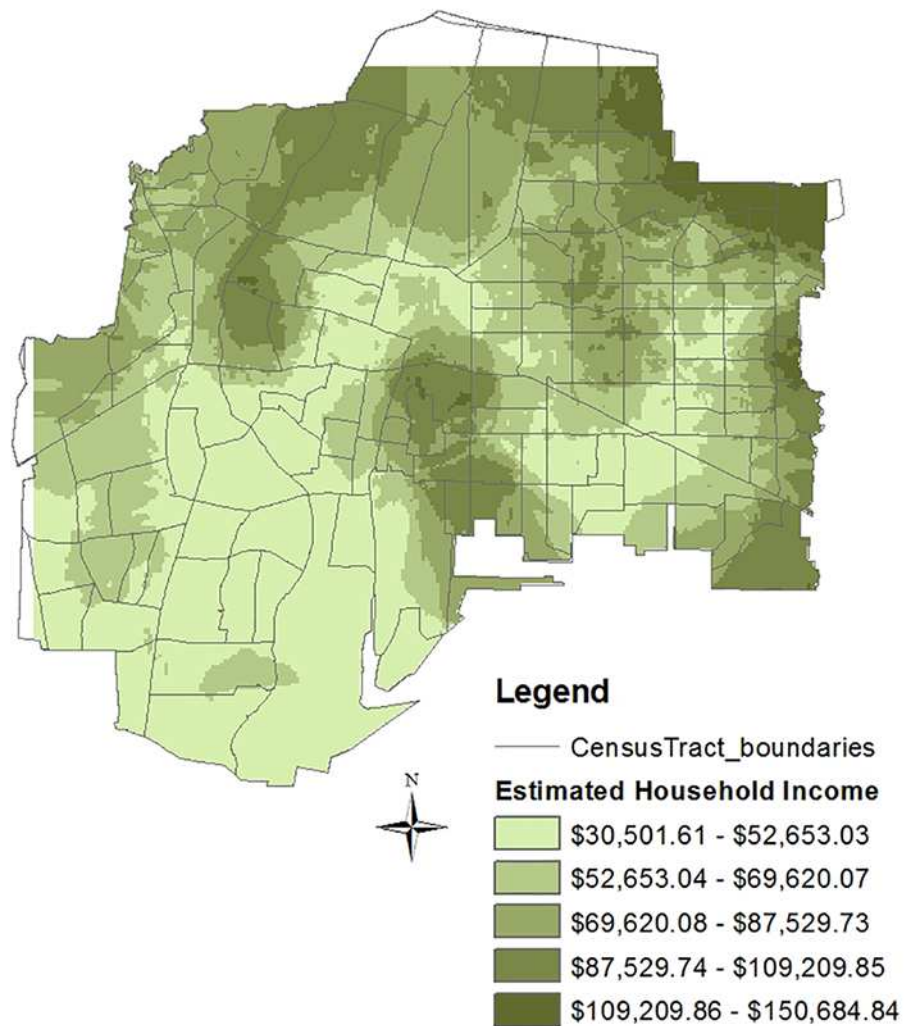 Legend
CensusTract_boundaries
N
Estimated Household Income
$30,501.61 - $52,653.03
$52,653.04 - $69,620.07
$69,620.08 - $87,529.73
$87,529.74 - $109,209.85
$109,209.86 - $150,684.84